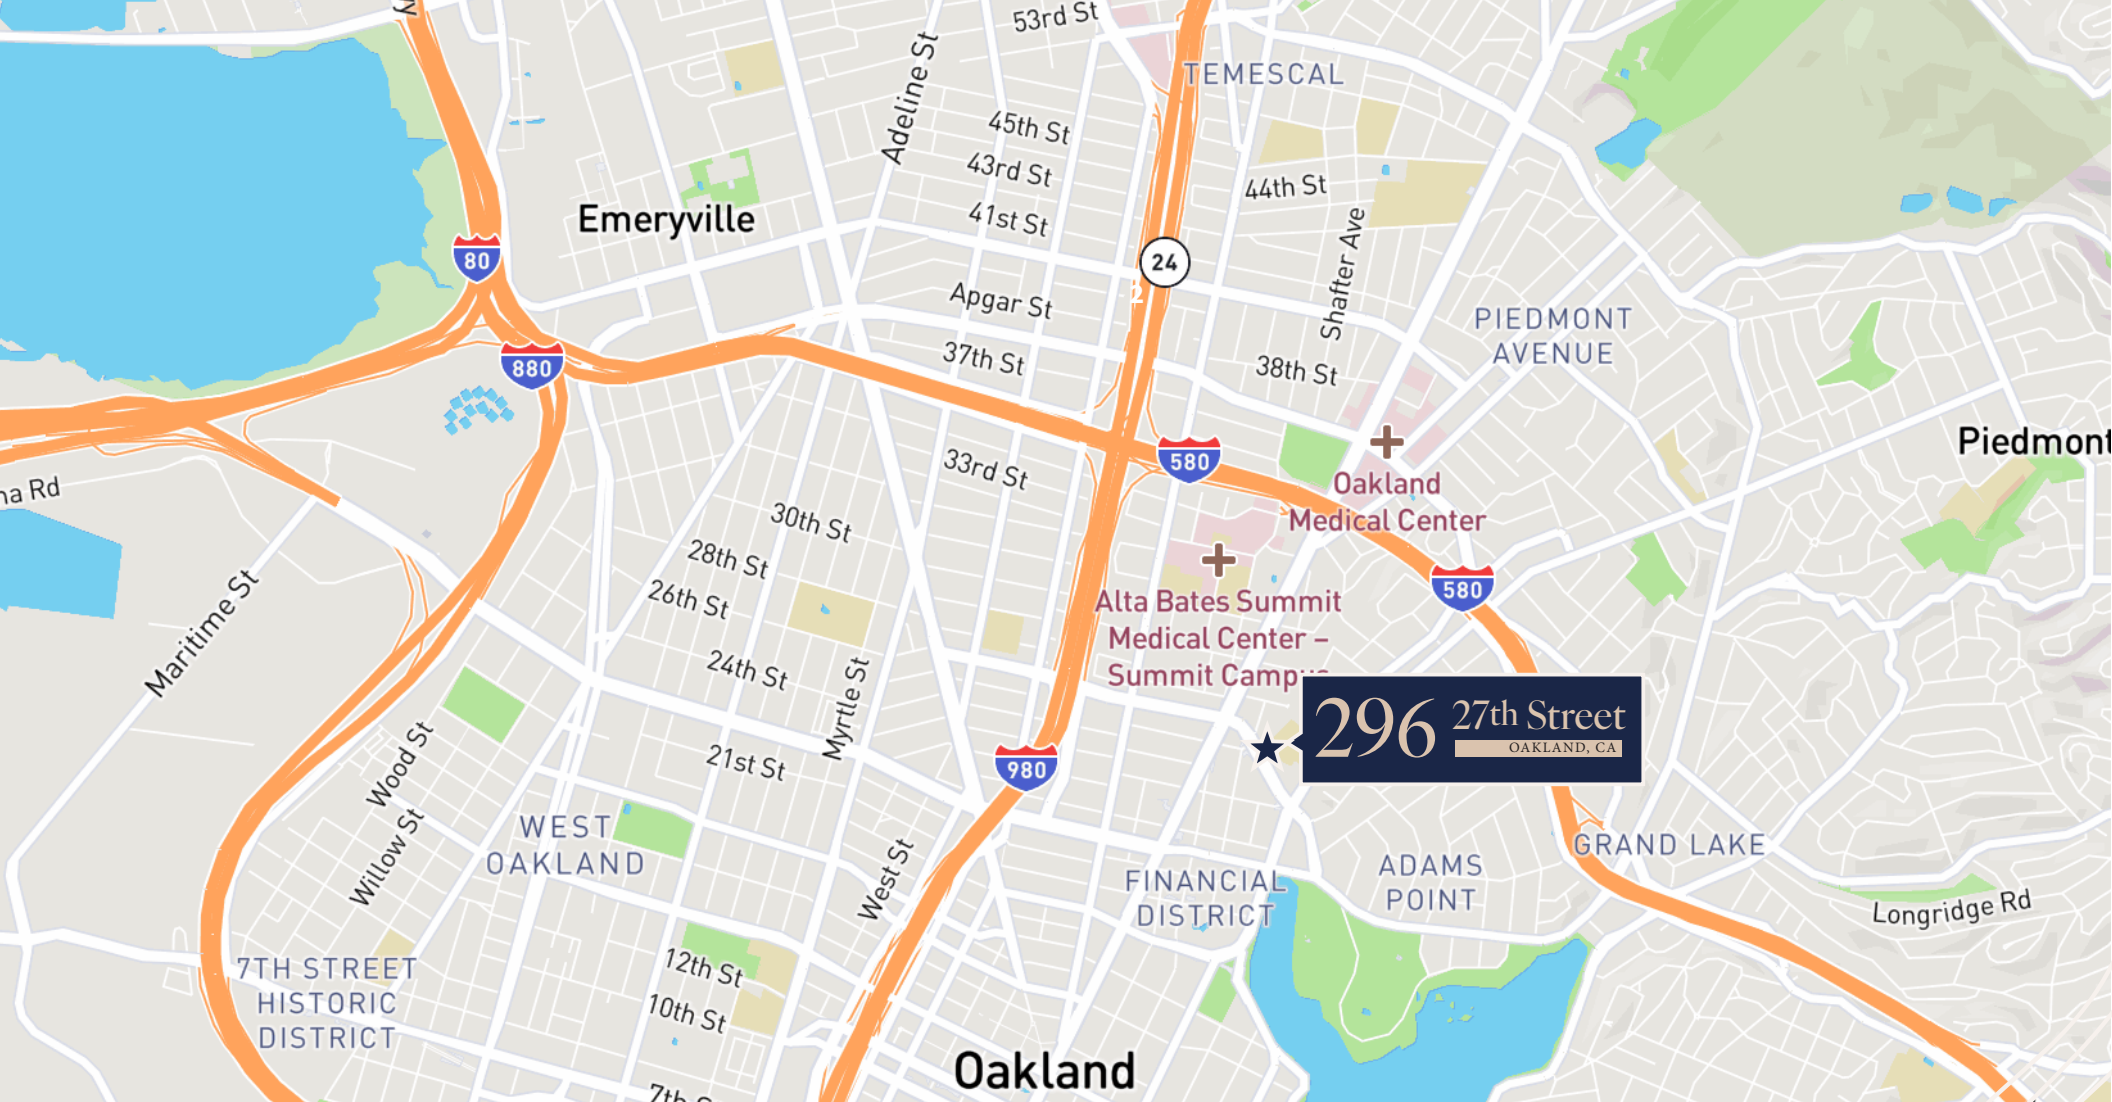 53rd St
TEMESCAL
Adeline St
45th St
43rd St
44th St
41st St
Emeryville
Shafter Ave
80
24
2
Apgar St
PIEDMONT
AVENUE
37th St
38th St
880
580
Piedmont
33rd St
Oakland
Medical Center
na Rd
30th St
28th St
26th St
580
Alta Bates Summit
Medical Center –
Summit Campus
Maritime St
24th St
Myrtle St
296 27th Street
OAKLAND, CA
21st St
980
Wood St
Willow St
WEST
OAKLAND
West St
GRAND LAKE
ADAMS
POINT
FINANCIAL
DISTRICT
Longridge Rd
12th St
7TH STREET
HISTORIC
DISTRICT
10th St
Oakland
7th S